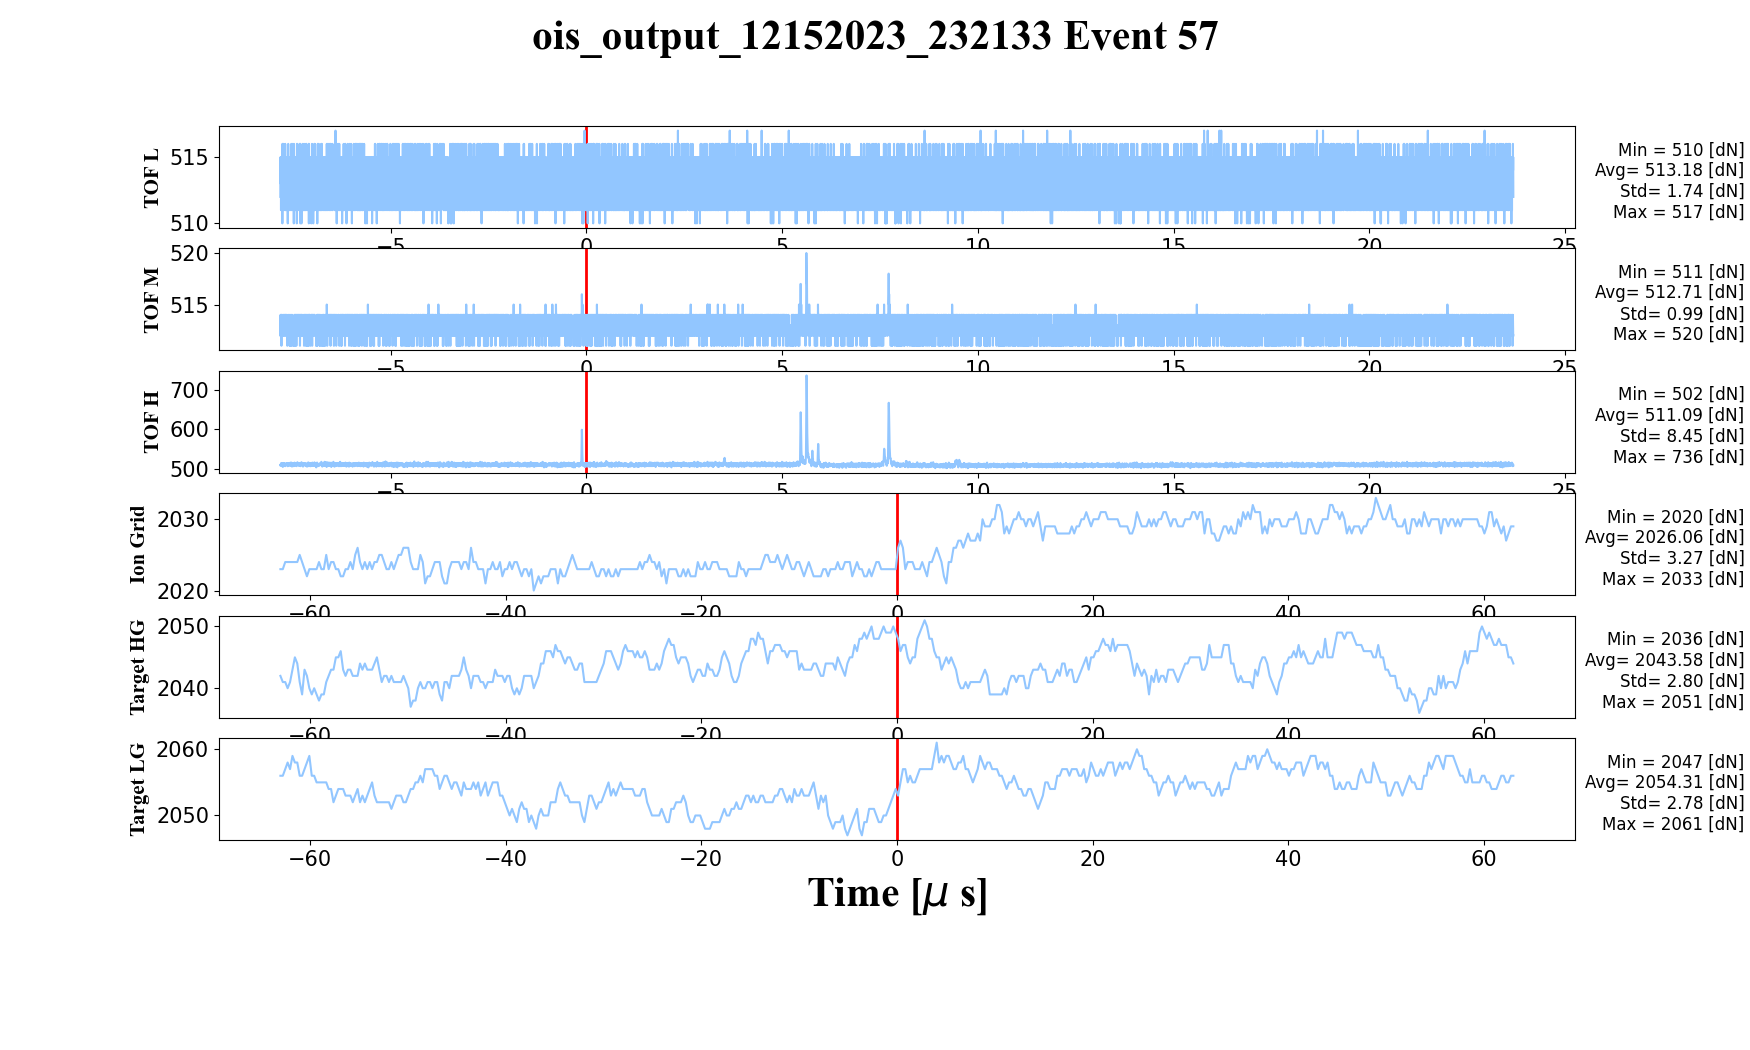 ois_output_12152023_232133 Event 57
TOF L
515
510
Min = 510 [dN]
Avg= 513.18 [dN]
Std= 1.74 [dN]
Max = 517 [dN]
−5 0 5 10 15 20 25
TOF M
520
515
Min = 511 [dN]
Avg= 512.71 [dN]
Std= 0.99 [dN]
Max = 520 [dN]
−5 0 5 10 15 20 25
TOF H
700
600
500
Min = 502 [dN]
Avg= 511.09 [dN]
Std= 8.45 [dN]
Max = 736 [dN]
−5 0 5 10 15 20 25
Ion Grid
2030
2020
Min = 2020 [dN]
Avg= 2026.06 [dN]
Std= 3.27 [dN]
Max = 2033 [dN]
−60 −40 −20 0 20 40 60
Target HG
2050
2040
Min = 2036 [dN]
Avg= 2043.58 [dN]
Std= 2.80 [dN]
Max = 2051 [dN]
−60 −40 −20 0 20 40 60
Target LG
2060
2050
Min = 2047 [dN]
Avg= 2054.31 [dN]
Std= 2.78 [dN]
Max = 2061 [dN]
−60 −40 −20 0 20 40 60
Time [μ s]